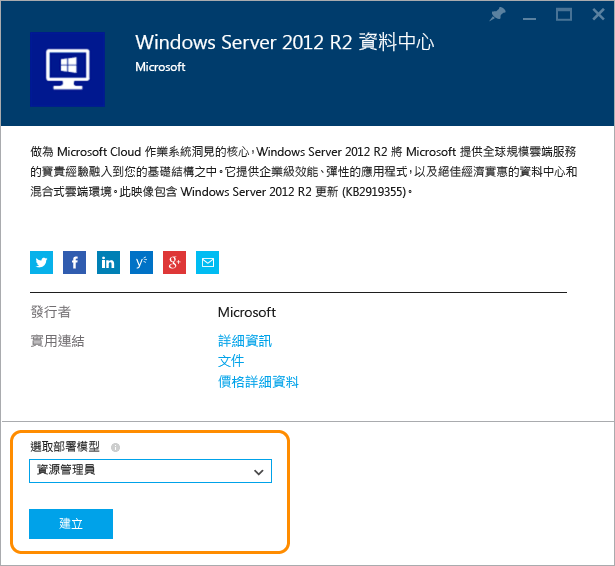 Windows Server 2012 R2 資料中心
Microsoft
做為 Microsoft Cloud 作業系統洞見的核心，Windows Server 2012 R2 將 Microsoft 提供全球規模雲端服務
的寶貴經驗融入到您的基礎結構之中。它提供企業級效能、彈性的應用程式，以及絕佳經濟實惠的資料中心和
混合式雲端環境。此映像包含 Windows Server 2012 R2 更新 (KB2919355)。
發行者 Microsoft
實用連結 詳細資訊
文件
價格詳細資料
選取部署模型
資源管理員
建立